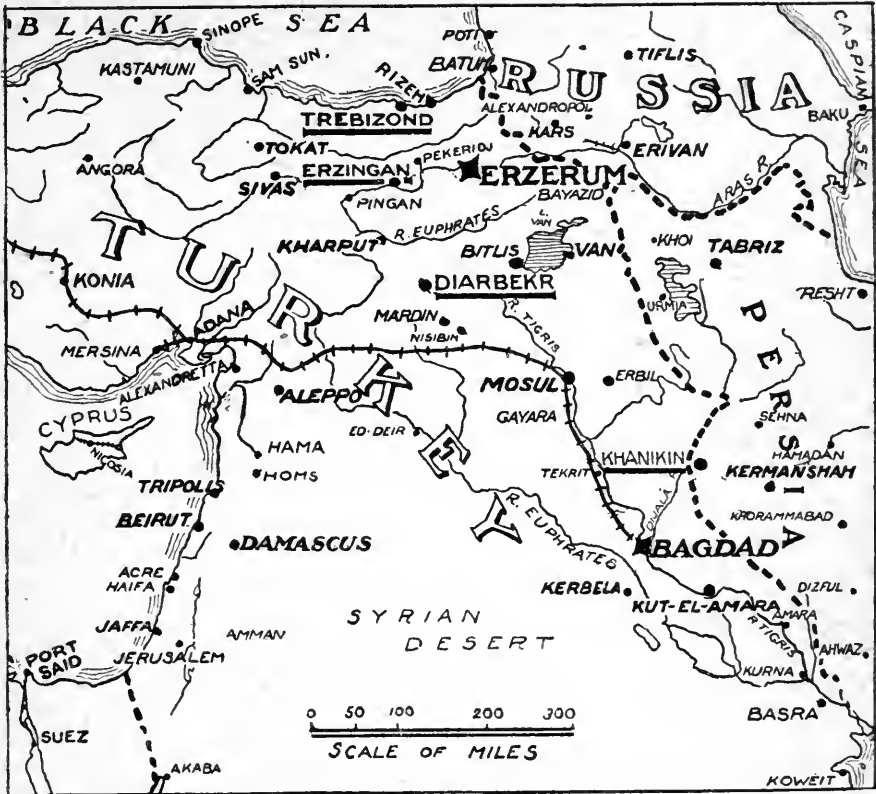 BLACK SEA
SINOPE
POTI
TIFLIS
CASPIAN SEA
KASTAMUNI
SAM SUN.
RIZEH
BATUM
RUSSIA
BAKU
ALEXANDROPOL
TREBIZOND
KARS
TOKAT
PEKERIDJ
ERIVAN
ANGORA
ERZINGAN
ERZERUM
ARAS R.
SIVAS
BAYAZID
PINGAN
R. EUPHRATES
L. VAN
TURKEY
KHARPUT
BITLIS
VAN
KHOI
TABRIZ
KONIA
DIARBEKR
RESHT
URMIA
PERSIA
ADANA
MARDIN
NISIBIN
R. TIGRIS
MERSINA
ALEXANDRETTA
MOSUL
ERBIL
ALEPPO
CYPRUS
GAYARA
SEHNA
ED-DEIR
NICOSIA
HAMA
KHANIKIN
HAMADAN
HOMS
TEKRIT
KERMANSHAH
TRIPOLIS
DIALA
R. EUPHRATES
KHORAMMABAD
BEIRUT
DAMASCUS
BAGDAD
ACRE
HAIFA
KERBELA
KUT-EL-AMARA
DIZFUL
SYRIAN
DESERT
AMARA
JAFFA
AMMAN
R TIGRIS
JERUSALEM
AHWAZ
PORT
SAID
KURNA
BASRA
0 50 100 200 300
SCALE OF MILES
SUEZ
AKABA
KOWEIT